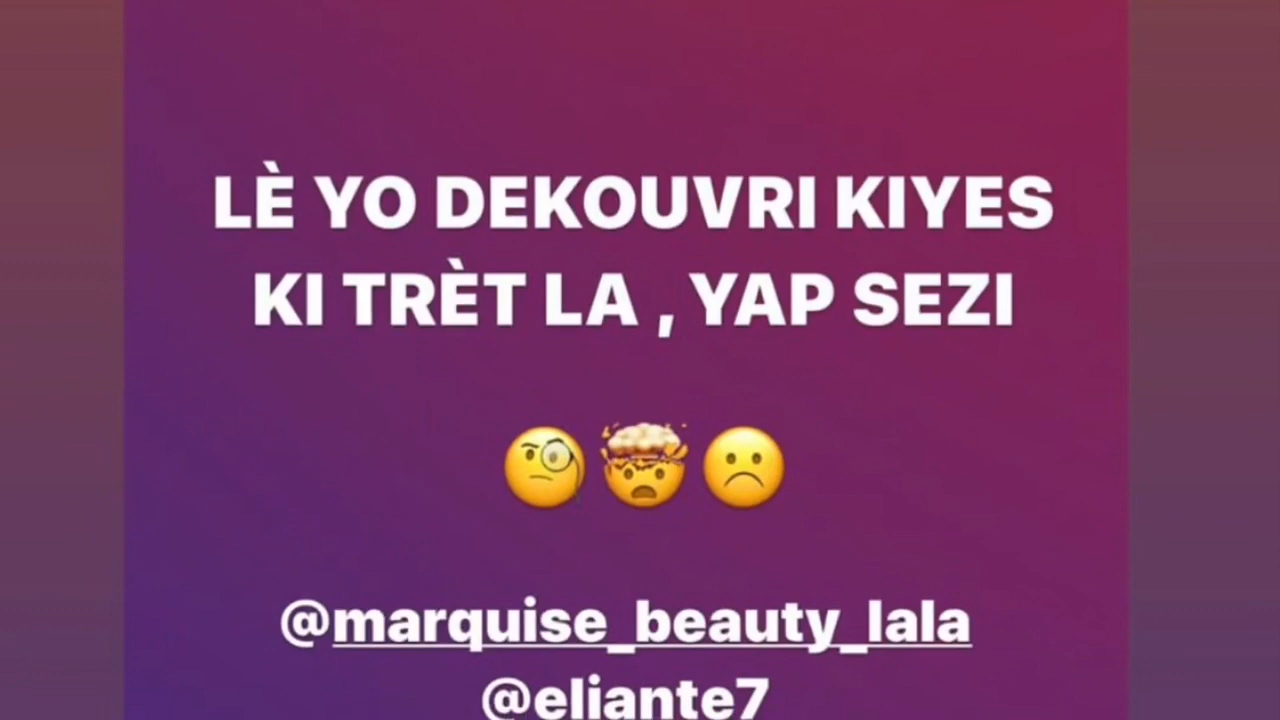 LÈ YO DEKOUVRI KIYES
KI TRÈT LA , YAP SEZI
🧐🤯☹️
@marquise_beauty_lala
@eliante7